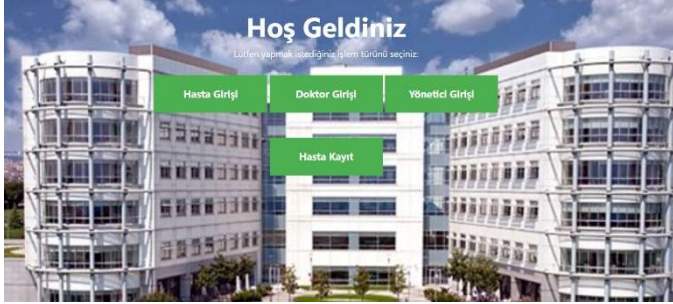 Hoş Geldiniz
Lütfen yapmak istediğiniz işlem türünü seçiniz:
Hasta Girişi
Doktor Girişi
Yönetici Girişi
Hasta Kayıt